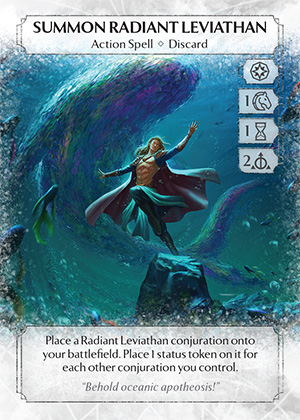 SUMMON RADIANT LEVIATHAN
Action Spell ⟡ Discard
1
1
2
Place a Radiant Leviathan conjuration onto
your battlefield. Place 1 status token on it for
each other conjuration you control.
"Behold oceanic apotheosis!"